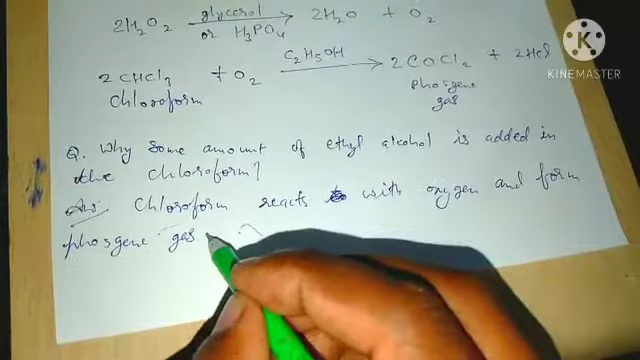 2H₂O₂ glycerol or H₃PO₄ 2H₂O + O₂
2CHCl₃ + O₂ C₂H₅OH 2COCl₂ + 2HCl
Chloroform phosgene gas
KINEMASTER
Q. Why some amount of ethyl alcohol is added in
the chloroform?
Ans. Chloroform reacts with oxygen and form
phosgene gas